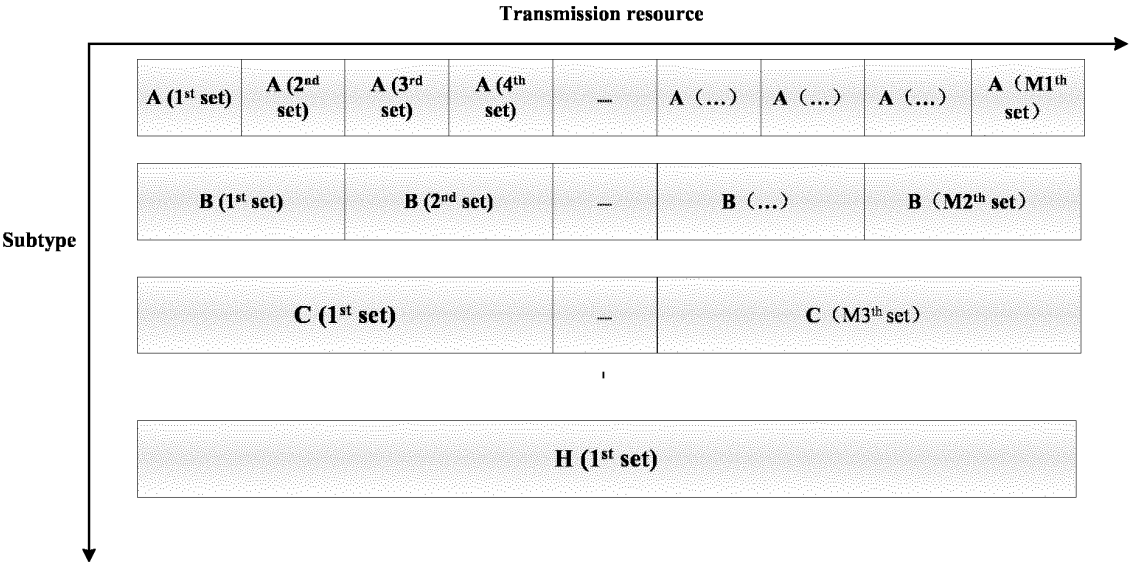 Transmission resource
A (1st set) A (2nd set) A (3rd set) A (4th set) ... A（…） A（…） A（…） A（M1th set）
B (1st set) B (2nd set) ... B（…） B（M2th set）
Subtype
C (1st set) ... C（M3th set）
H (1st set)